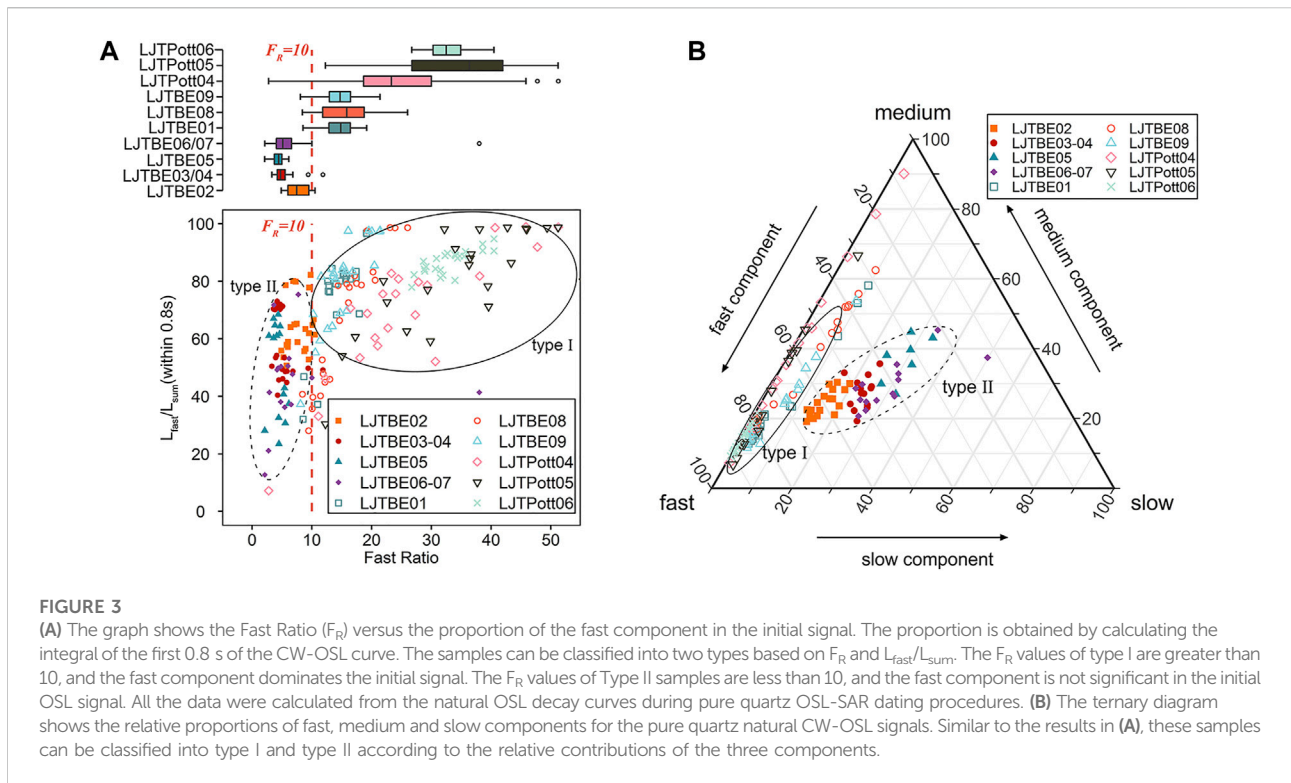 A
F_R=10
LJTPott06
LJTPott05
LJTPott04
LJTBE09
LJTBE08
LJTBE01
LJTBE06/07
LJTBE05
LJTBE03/04
LJTBE02
F_R=10
type II
type I
100
80
60
40
20
0
L_fast/L_sum(within 0.8s)
LJTBE02
LJTBE03-04
LJTBE05
LJTBE06-07
LJTBE01
LJTBE08
LJTBE09
LJTPott04
LJTPott05
LJTPott06
0 10 20 30 40 50
Fast Ratio
B
medium
LJTBE02
LJTBE03-04
LJTBE05
LJTBE06-07
LJTBE01
LJTBE08
LJTBE09
LJTPott04
LJTPott05
LJTPott06
100
80
60
40
20
20
40
60
80
100
fast component
medium component
type II
type I
fast
slow
20 40 60 80 100
slow component
FIGURE 3
(A) The graph shows the Fast Ratio (F_R) versus the proportion of the fast component in the initial signal. The proportion is obtained by calculating the
integral of the first 0.8 s of the CW-OSL curve. The samples can be classified into two types based on F_R and L_fast/L_sum. The F_R values of type I are greater than
10, and the fast component dominates the initial signal. The F_R values of Type II samples are less than 10, and the fast component is not significant in the initial
OSL signal. All the data were calculated from the natural OSL decay curves during pure quartz OSL-SAR dating procedures. (B) The ternary diagram
shows the relative proportions of fast, medium and slow components for the pure quartz natural CW-OSL signals. Similar to the results in (A), these samples
can be classified into type I and type II according to the relative contributions of the three components.